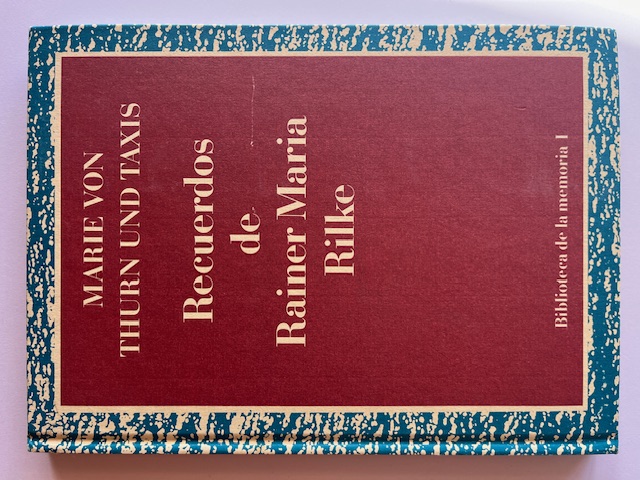 MARIE VON
THURN UND TAXIS
Recuerdos
de
Rainer Maria
Rilke
Biblioteca de la memoria 1